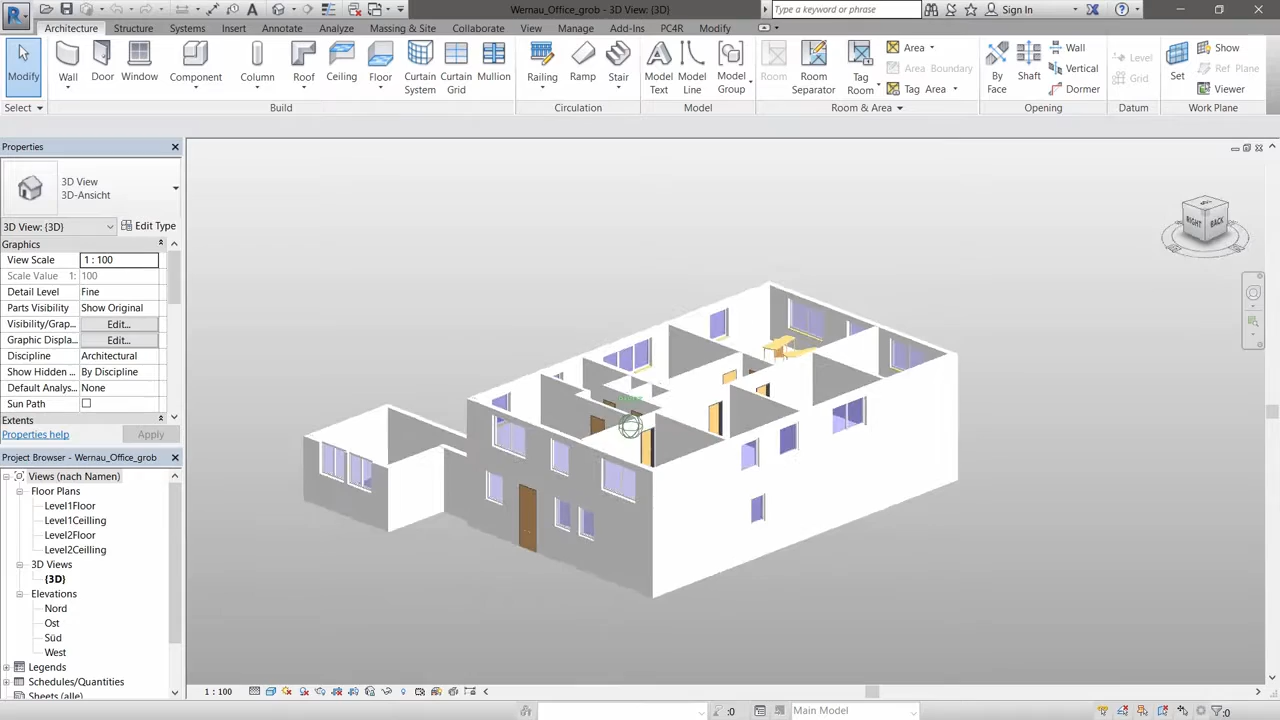 Wernau_Office_grob - 3D View: {3D}
Type a keyword or phrase
Sign In
Architecture Structure Systems Insert Annotate Analyze Massing & Site Collaborate View Manage Add-Ins PC4R Modify
Modify
Wall
Door
Window
Component
Column
Roof
Ceiling
Floor
Curtain System
Curtain Grid
Mullion
Railing
Ramp
Stair
Model Text
Model Line
Model Group
Room
Room Separator
Tag Room
Area
Area Boundary
Tag Area
By Face
Shaft
Wall
Vertical
Dormer
Level
Grid
Set
Show
Ref Plane
Viewer
Select
Build
Circulation
Model
Room & Area
Opening
Datum
Work Plane
Properties
3D View
3D-Ansicht
3D View: {3D}
Edit Type
Graphics
View Scale 1 : 100
Scale Value 1: 100
Detail Level Fine
Parts Visibility Show Original
Visibility/Grap... Edit...
Graphic Displa... Edit...
Discipline Architectural
Show Hidden ... By Discipline
Default Analys... None
Sun Path
Extents
Properties help
Apply
Project Browser - Wernau_Office_grob
Views (nach Namen)
Floor Plans
Level1Floor
Level1Ceilling
Level2Floor
Level2Ceilling
3D Views
{3D}
Elevations
Nord
Ost
Süd
West
Legends
Schedules/Quantities
Sheets (alle)
RIGHT
BACK
1 : 100
:0
Main Model
:0